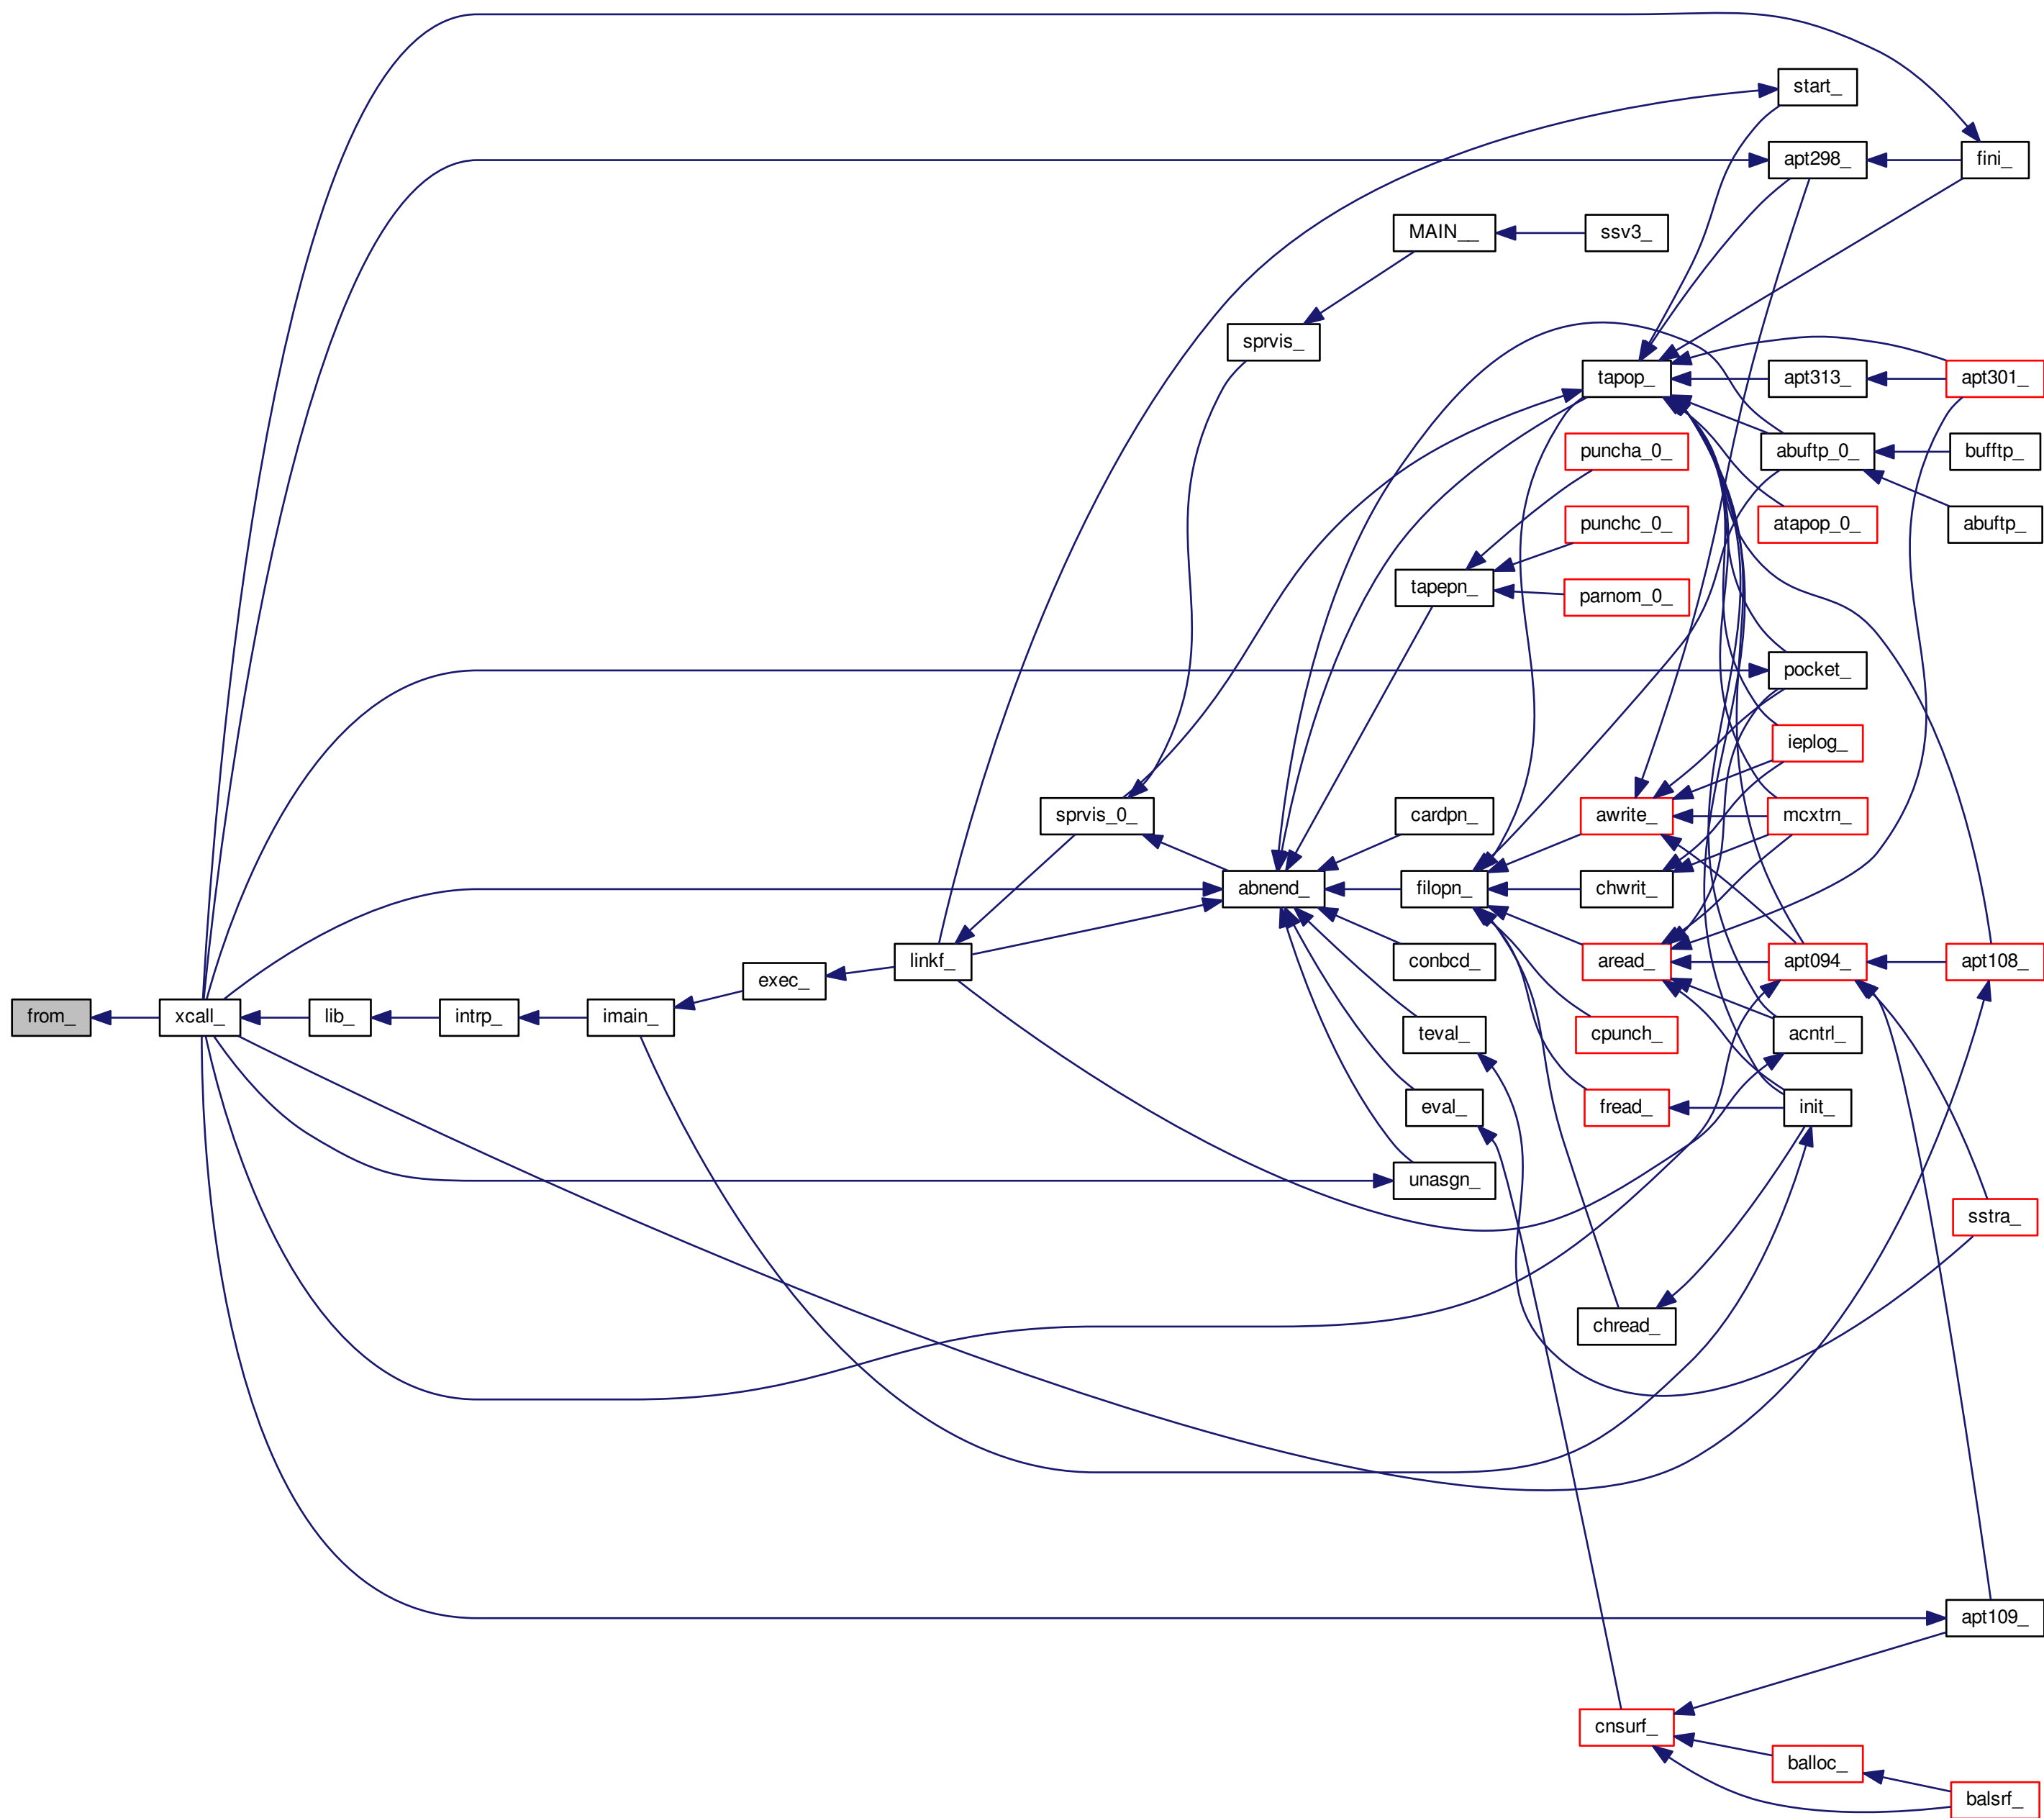 start_
apt298_
fini_
MAIN__
ssv3_
sprvis_
tapop_
apt313_
apt301_
puncha_0_
abuftp_0_
bufftp_
punchc_0_
atapop_0_
abuftp_
tapepn_
parnom_0_
pocket_
ieplog_
sprvis_0_
cardpn_
awrite_
mcxtrn_
abnend_
filopn_
chwrit_
linkf_
conbcd_
aread_
apt094_
apt108_
exec_
from_
xcall_
lib_
intrp_
imain_
teval_
cpunch_
acntrl_
eval_
fread_
init_
unasgn_
sstra_
chread_
apt109_
cnsurf_
balloc_
balsrf_